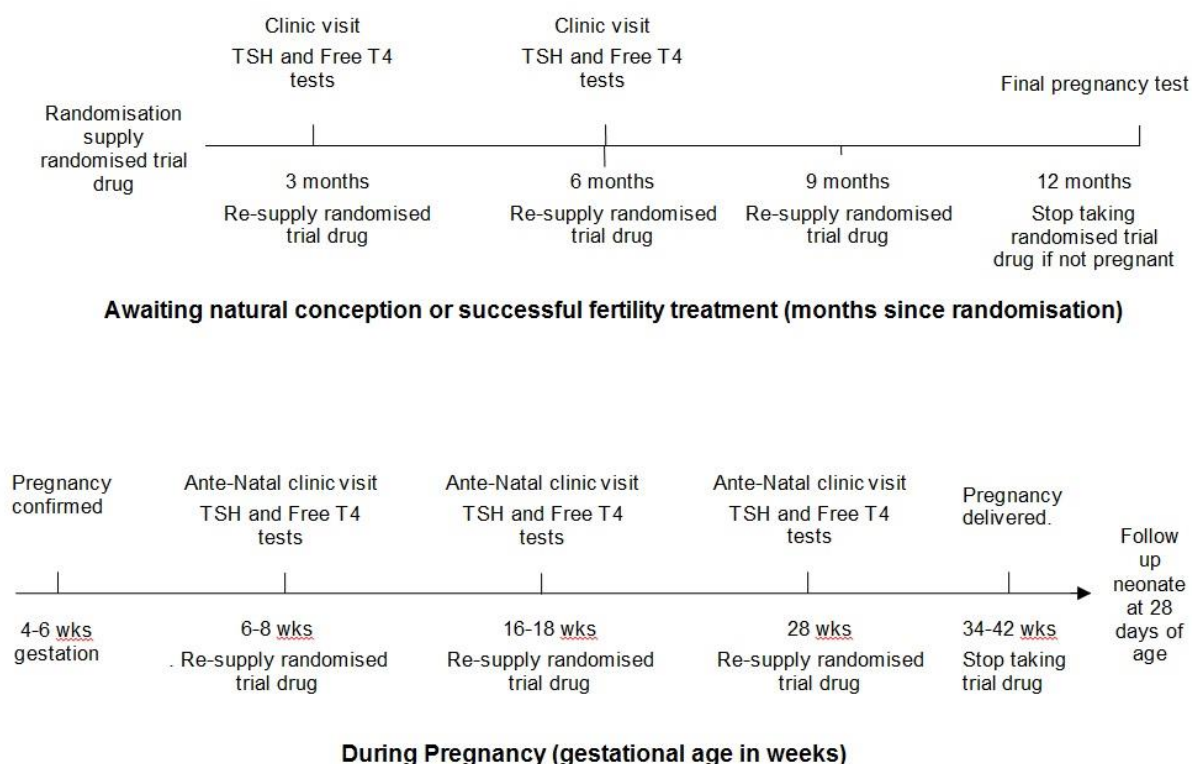 Clinic visit
TSH and Free T4
tests
Clinic visit
TSH and Free T4
tests
Final pregnancy test
Randomisation
supply
randomised trial
drug
3 months
Re-supply randomised
trial drug
6 months
Re-supply randomised
trial drug
9 months
Re-supply randomised
trial drug
12 months
Stop taking
randomised trial
drug if not pregnant
Awaiting natural conception or successful fertility treatment (months since randomisation)
Pregnancy
confirmed
Ante-Natal clinic visit
TSH and Free T4
tests
Ante-Natal clinic visit
TSH and Free T4
tests
Ante-Natal clinic visit
TSH and Free T4
tests
Pregnancy
delivered.
Follow
up
neonate
at 28
days of
age
4-6 wks
gestation
6-8 wks
. Re-supply randomised
trial drug
16-18 wks
Re-supply randomised
trial drug
28 wks
Re-supply randomised
trial drug
34-42 wks
Stop taking
trial drug
During Pregnancy (gestational age in weeks)